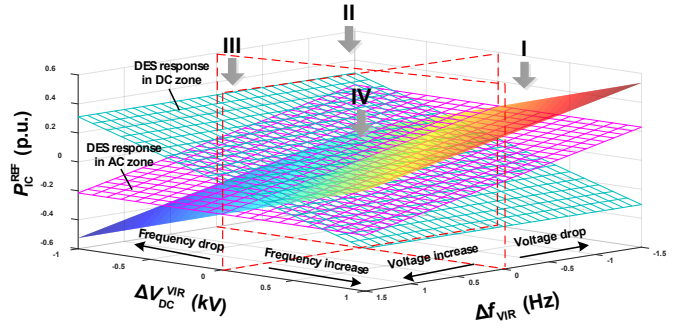 II
III
I
IV
DES response
in DC zone
DES response
in AC zone
P_IC^REF (p.u.)
0.6
0.4
0.2
0
-0.2
-0.4
-0.6
-1
-0.5
0
0.5
1
1.5
1
0.5
0
-0.5
-1
-1.5
Frequency drop
Frequency increase
Voltage increase
Voltage drop
ΔV_DC^VIR (kV)
Δf_VIR (Hz)